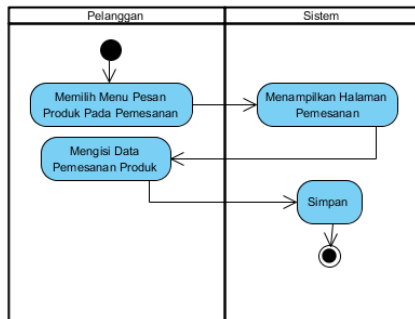 Pelanggan
Sistem
Memilih Menu Pesan
Produk Pada Pemesanan
Menampilkan Halaman
Pemesanan
Mengisi Data
Pemesanan Produk
Simpan